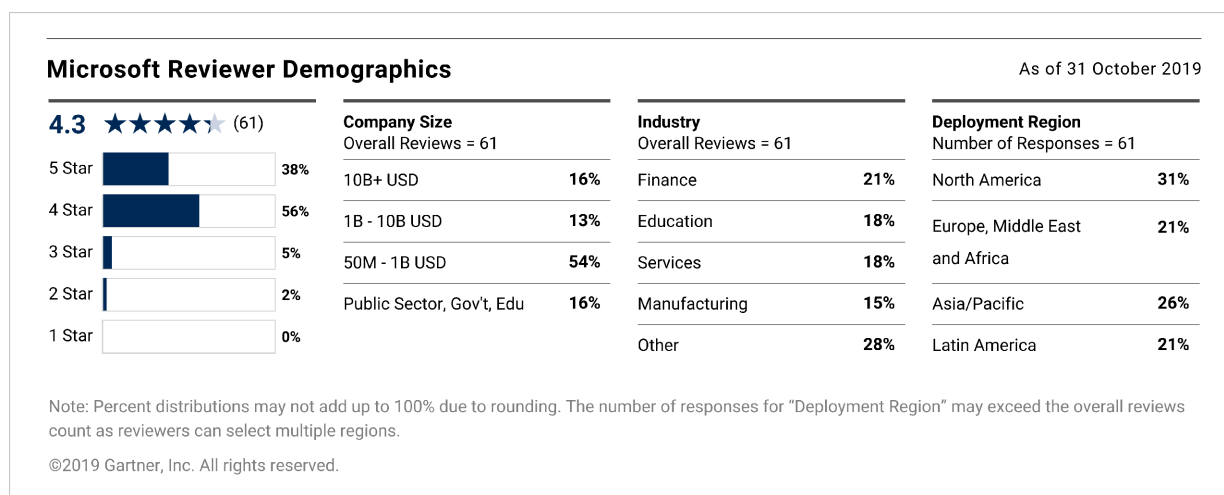 Microsoft Reviewer Demographics
As of 31 October 2019
4.3 ★★★★★ (61)
5 Star 38%
4 Star 56%
3 Star 5%
2 Star 2%
1 Star 0%
Company Size
Overall Reviews = 61
10B+ USD 16%
1B - 10B USD 13%
50M - 1B USD 54%
Public Sector, Gov't, Edu 16%
Industry
Overall Reviews = 61
Finance 21%
Education 18%
Services 18%
Manufacturing 15%
Other 28%
Deployment Region
Number of Responses = 61
North America 31%
Europe, Middle East 21%
and Africa
Asia/Pacific 26%
Latin America 21%
Note: Percent distributions may not add up to 100% due to rounding. The number of responses for “Deployment Region” may exceed the overall reviews
count as reviewers can select multiple regions.
©2019 Gartner, Inc. All rights reserved.